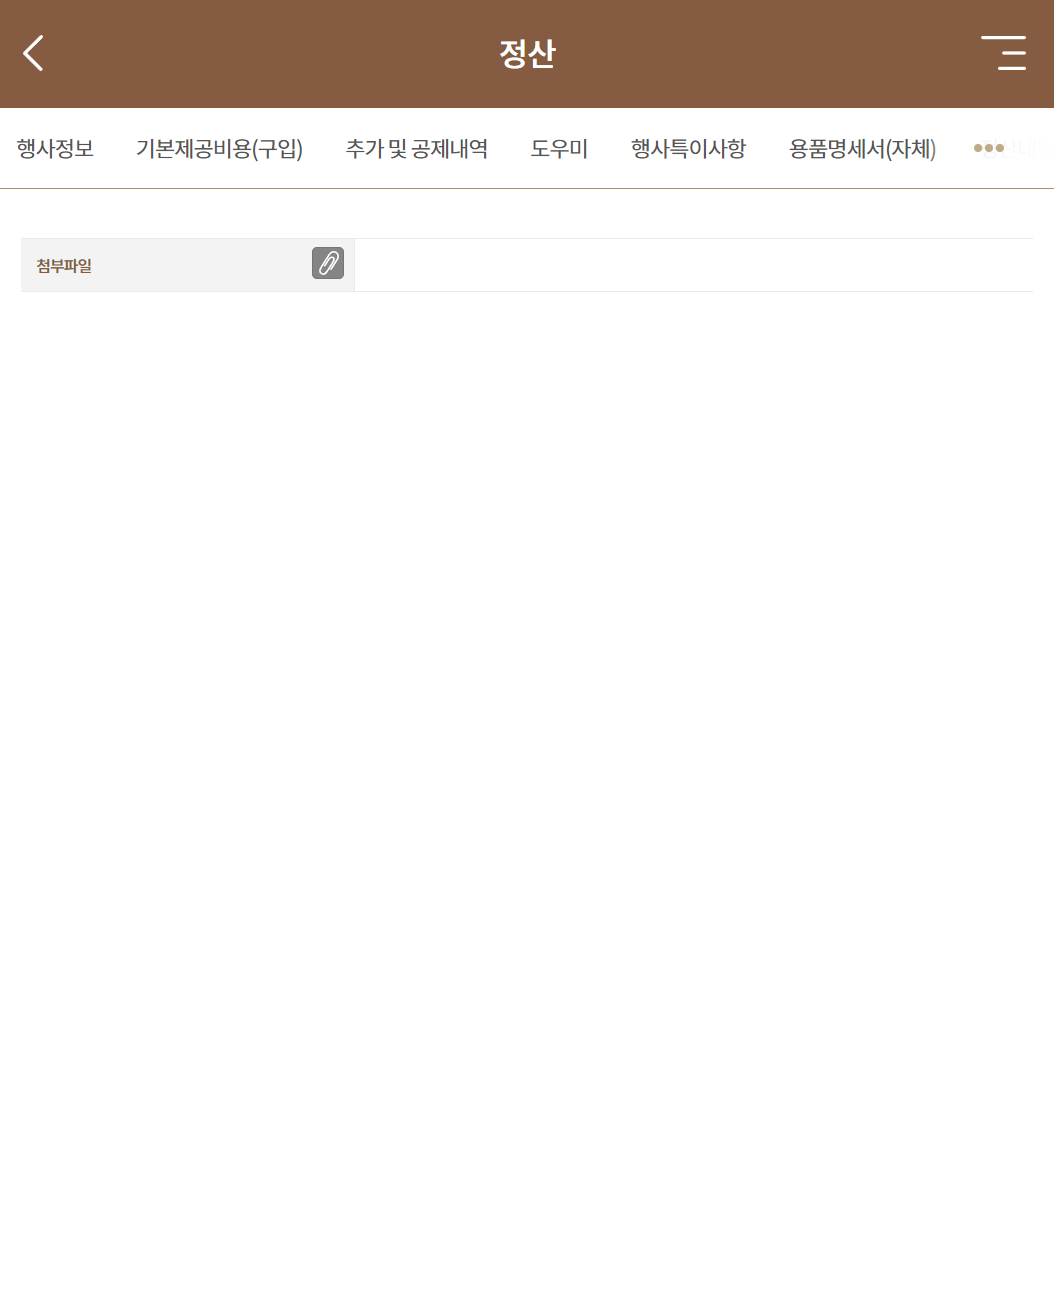 정산
행사정보 기본제공비용(구입) 추가 및 공제내역 도우미 행사특이사항 용품명세서(자체)
첨부파일